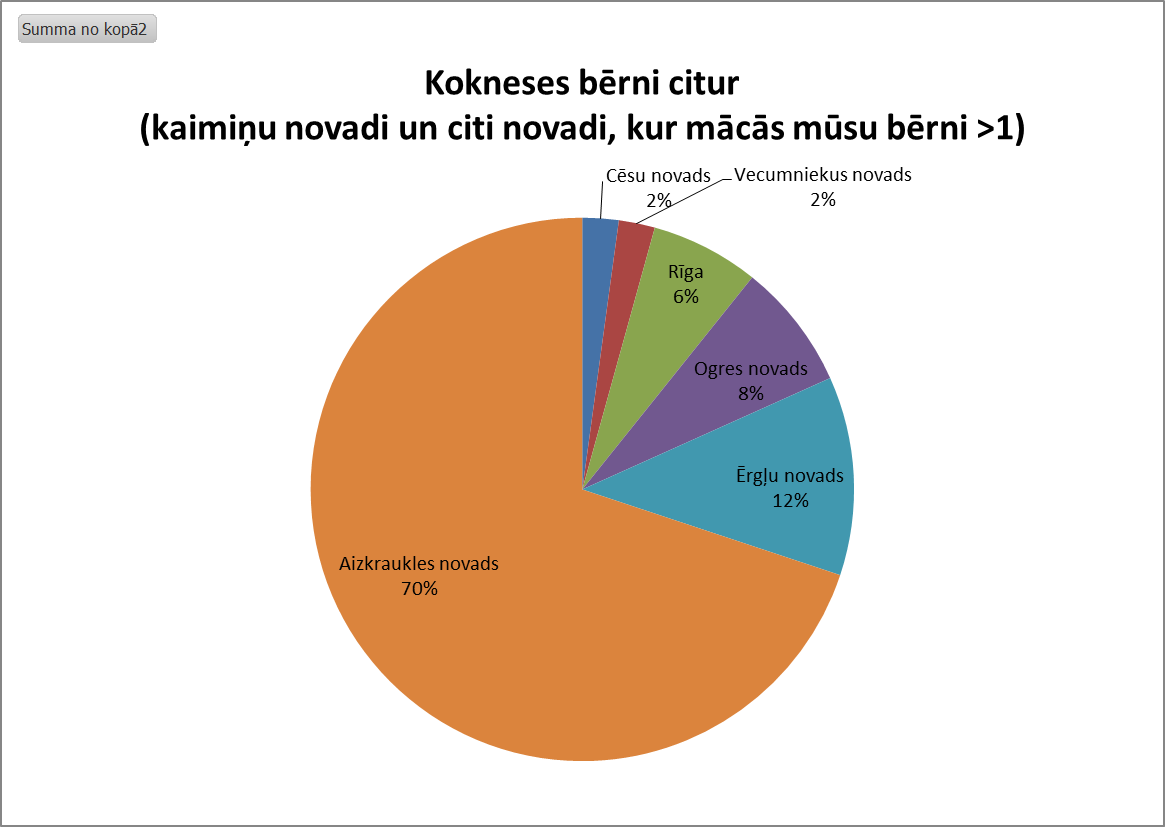 Summa no kopā2
Kokneses bērni citur
(kaimiņu novadi un citi novadi, kur mācās mūsu bērni >1)
Cēsu novads
2%
Vecumniekus novads
2%
Rīga
6%
Ogres novads
8%
Ērgļu novads
12%
Aizkraukles novads
70%